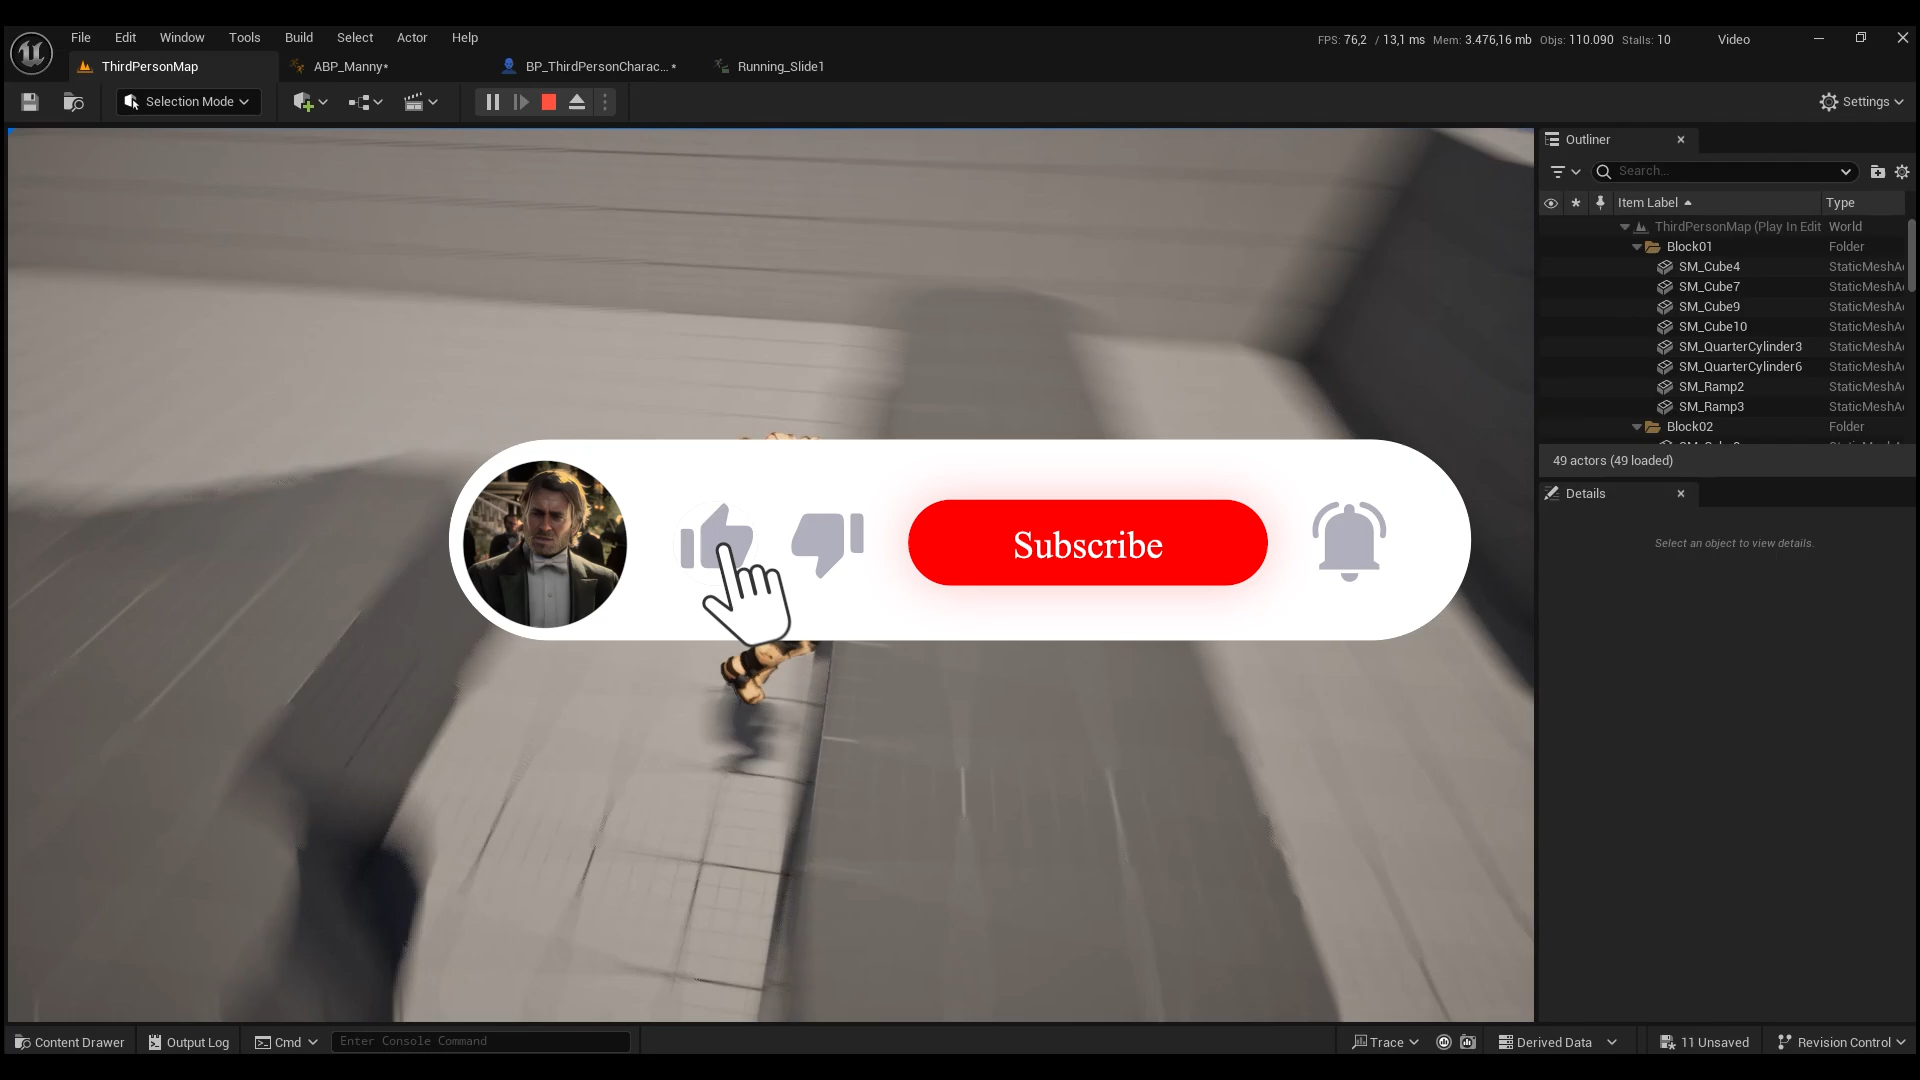 File Edit Window Tools Build Select Actor Help
FPS: 76,2 / 13,1 ms Mem: 3.476,16 mb Objs: 110.090 Stalls: 10 Video
ThirdPersonMap ABP_Manny* BP_ThirdPersonCharac...* Running_Slide1
Selection Mode Settings
Outliner
Search...
Item Label Type
ThirdPersonMap (Play In Edit World
Block01 Folder
SM_Cube4 StaticMeshA
SM_Cube7 StaticMeshA
SM_Cube9 StaticMeshA
SM_Cube10 StaticMeshA
SM_QuarterCylinder3 StaticMeshA
SM_QuarterCylinder6 StaticMeshA
SM_Ramp2 StaticMeshA
SM_Ramp3 StaticMeshA
Block02 Folder
49 actors (49 loaded)
Details
Select an object to view details.
Subscribe
Content Drawer Output Log Cmd Enter Console Command Trace Derived Data 11 Unsaved Revision Control